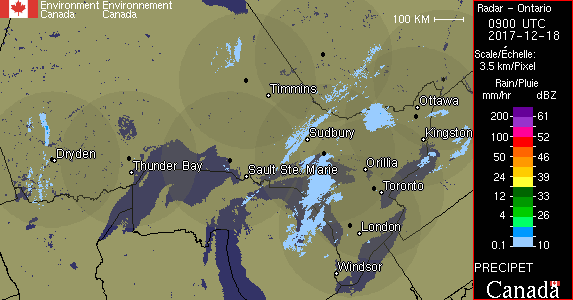 Environment Environnement
Canada Canada
100 KM
Timmins
Ottawa
Sudbury
Kingston
Dryden
Thunder Bay
Sault Ste. Marie
Orillia
Toronto
London
Windsor
Radar - Ontario
0900 UTC
2017-12-18
Scale/Échelle:
3.5 km/Pixel
Rain/Pluie
mm/hr dBZ
200 61
100 52
50 46
24 39
12 33
4 26
0.1 10
PRECIPET
Canada